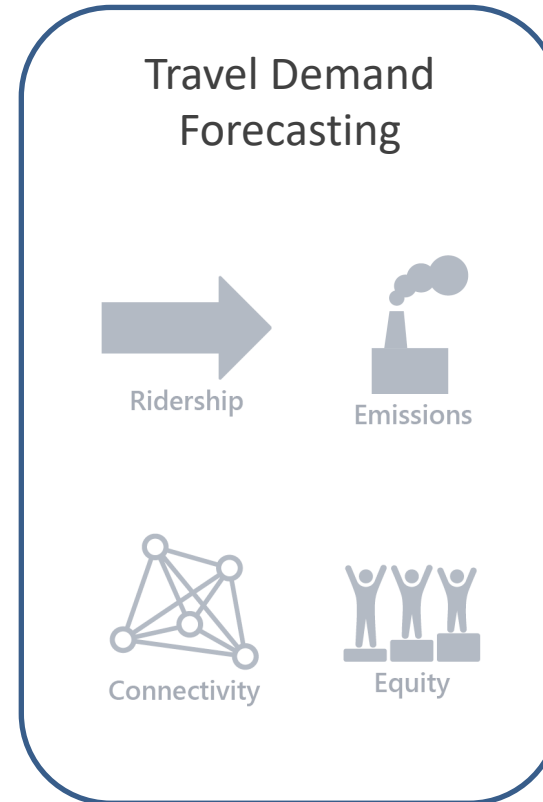 Travel Demand
Forecasting
Ridership
Emissions
Connectivity
Equity